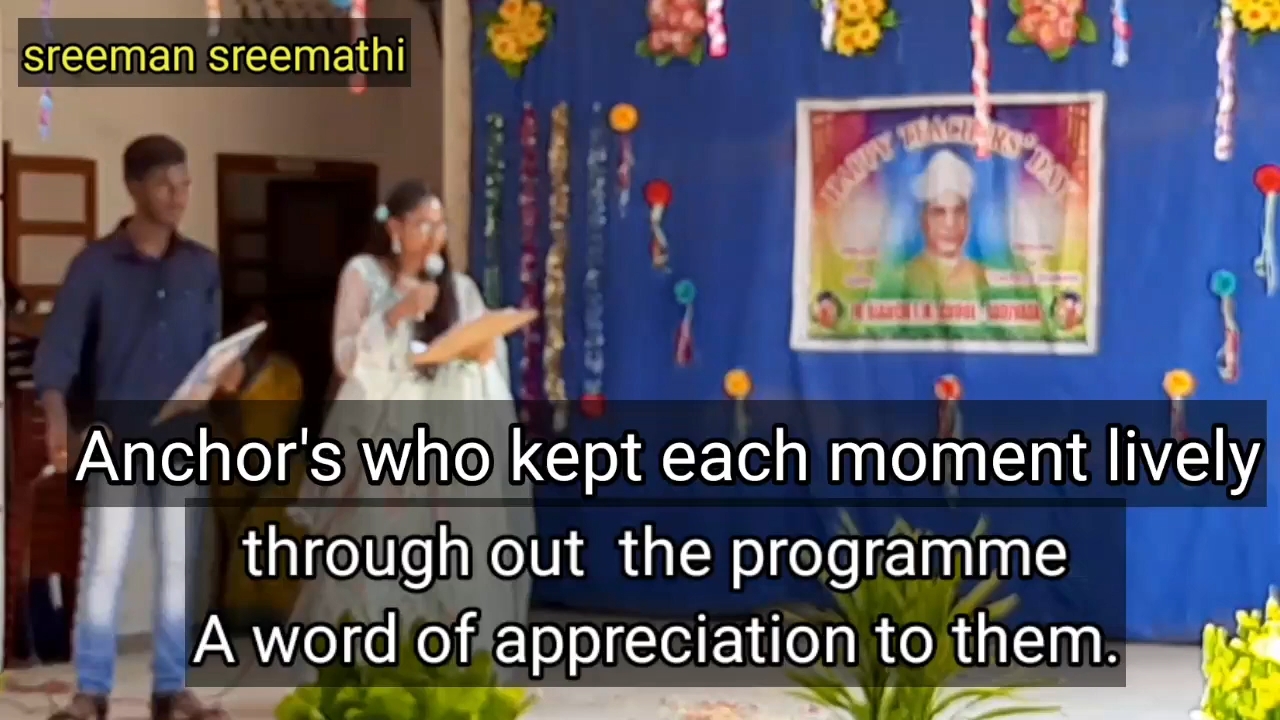 sreeman sreemathi
HAPPY TEACHERS' DAY
Anchor's who kept each moment lively
through out the programme
A word of appreciation to them.